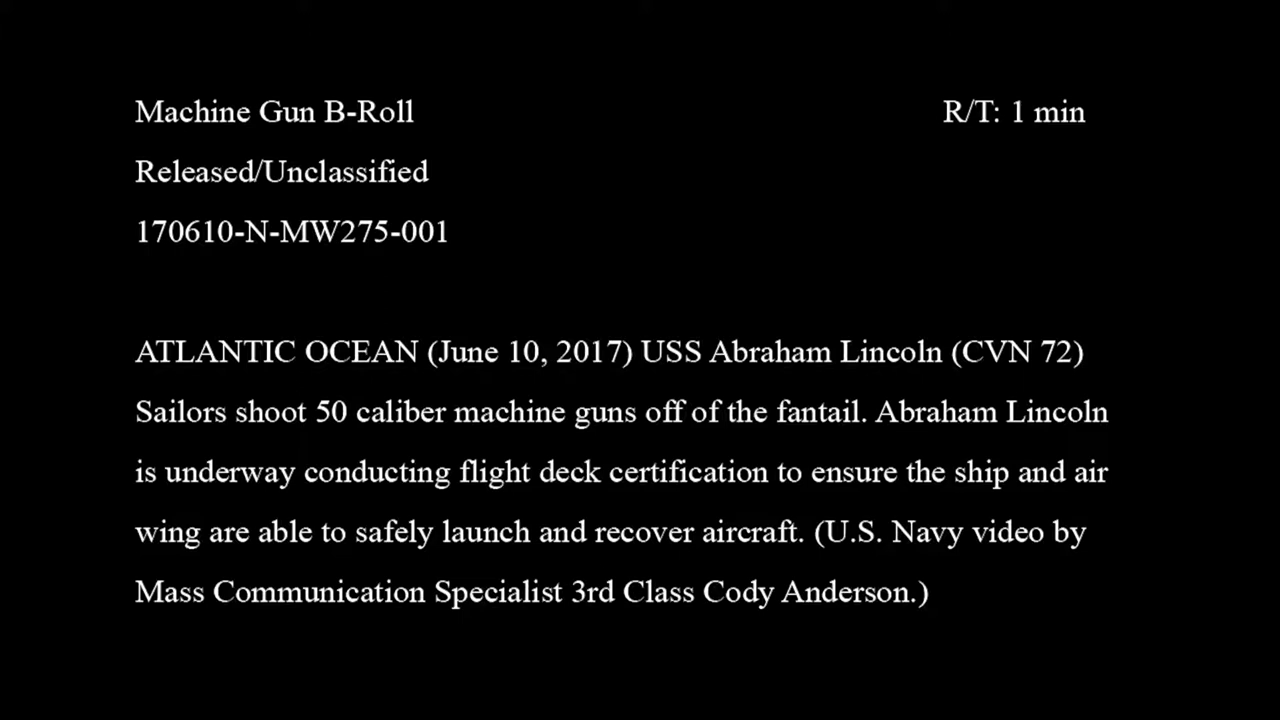 Machine Gun B-Roll R/T: 1 min
Released/Unclassified
170610-N-MW275-001
ATLANTIC OCEAN (June 10, 2017) USS Abraham Lincoln (CVN 72)
Sailors shoot 50 caliber machine guns off of the fantail. Abraham Lincoln
is underway conducting flight deck certification to ensure the ship and air
wing are able to safely launch and recover aircraft. (U.S. Navy video by
Mass Communication Specialist 3rd Class Cody Anderson.)